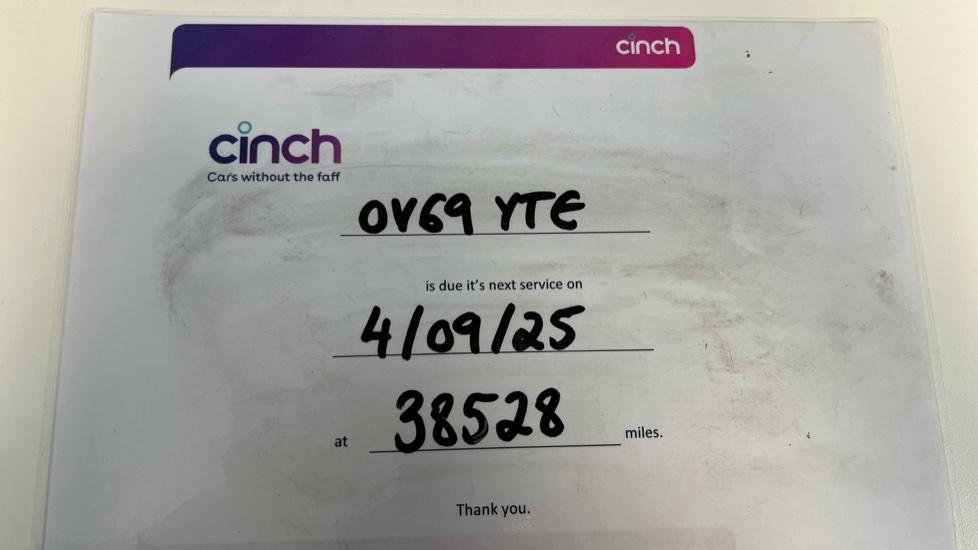 cinch
cinch
Cars without the faff
OV69 YTE
is due it's next service on
4/09/25
at 38528 miles.
Thank you.